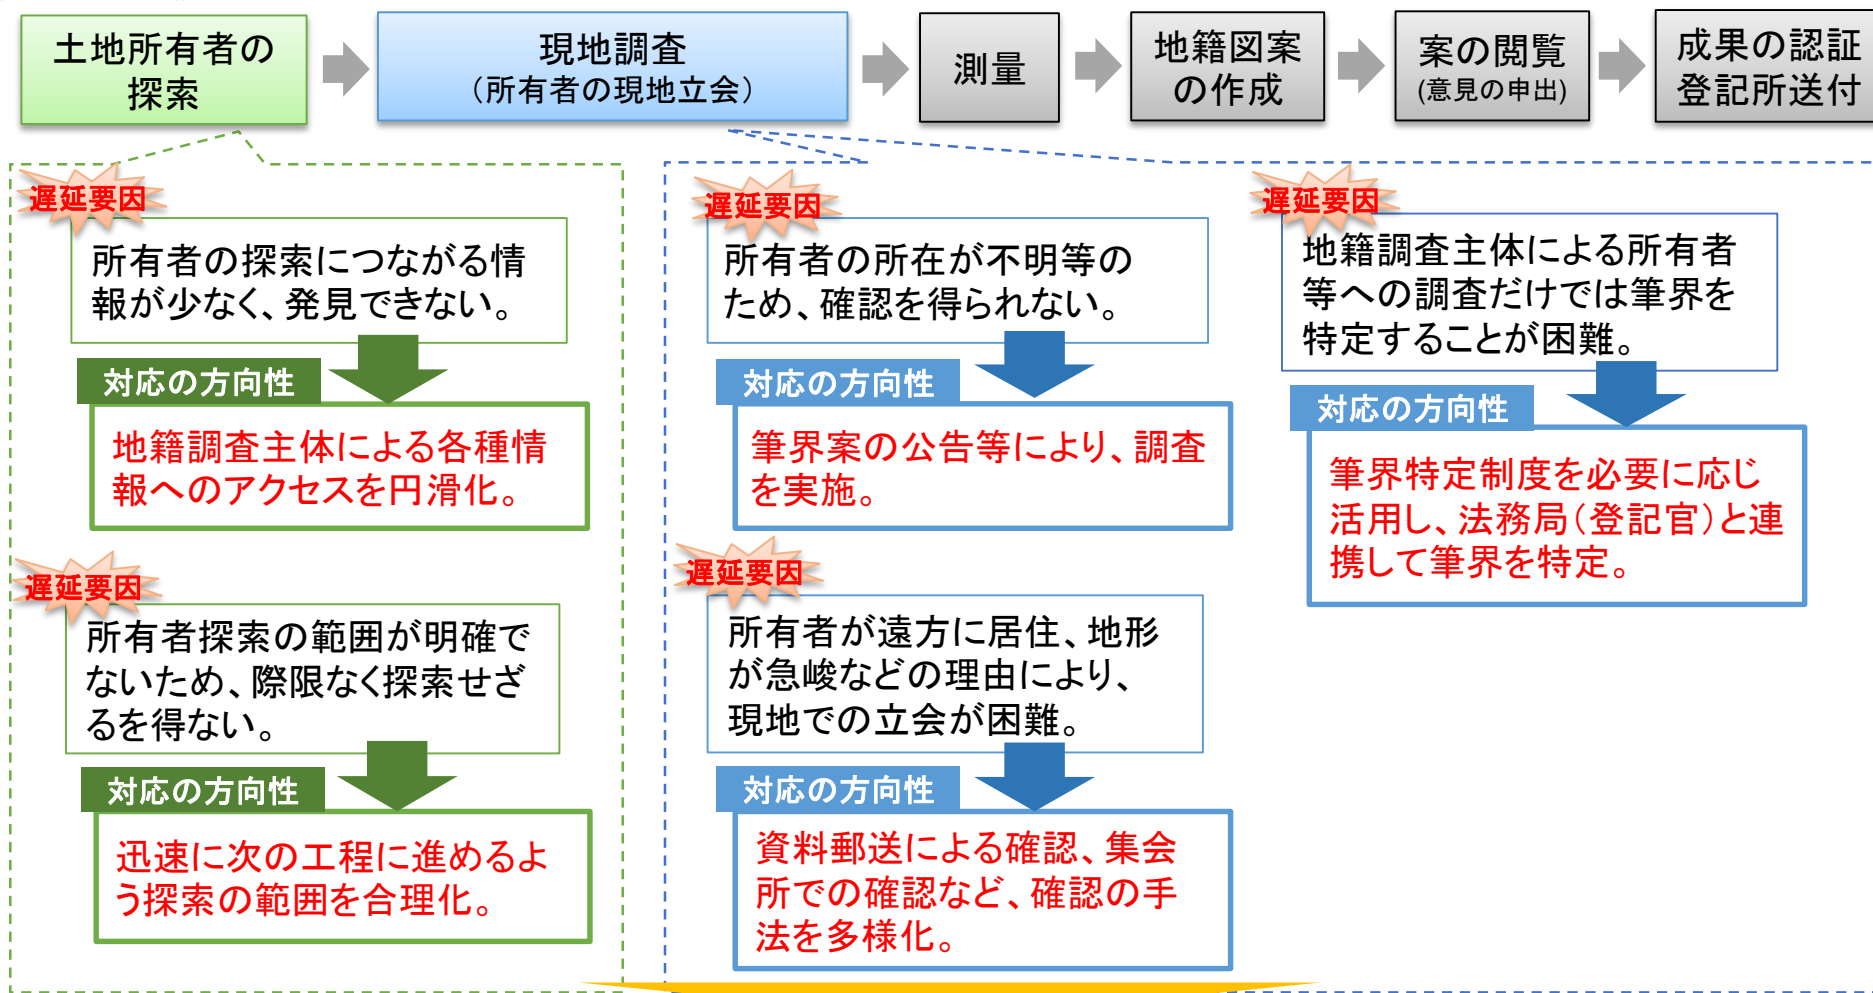 土地所有者の
探索
現地調査
（所有者の現地立会）
測量
地籍図案
の作成
案の閲覧
(意見の申出)
成果の認証
登記所送付
遅延要因
所有者の探索につながる情
報が少なく、発見できない。
対応の方向性
地籍調査主体による各種情
報へのアクセスを円滑化。
遅延要因
所有者探索の範囲が明確で
ないため、際限なく探索せざ
るを得ない。
対応の方向性
迅速に次の工程に進めるよ
う探索の範囲を合理化。
遅延要因
所有者の所在が不明等の
ため、確認を得られない。
対応の方向性
筆界案の公告等により、調査
を実施。
遅延要因
所有者が遠方に居住、地形
が急峻などの理由により、
現地での立会が困難。
対応の方向性
資料郵送による確認、集会
所での確認など、確認の手
法を多様化。
遅延要因
地籍調査主体による所有者
等への調査だけでは筆界を
特定することが困難。
対応の方向性
筆界特定制度を必要に応じ
活用し、法務局（登記官）と連
携して筆界を特定。